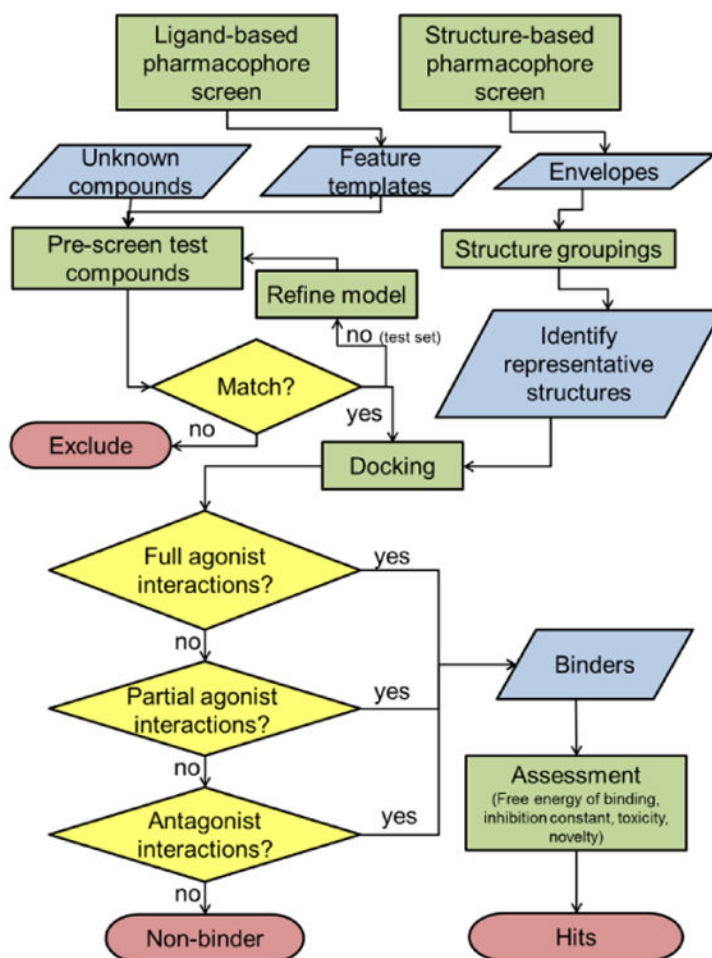 Ligand-based
pharmacophore
screen
Structure-based
pharmacophore
screen
Unknown
compounds
Feature
templates
Envelopes
Pre-screen test
compounds
Structure groupings
Refine model
no (test set)
Identify
representative
structures
Match?
yes
no
Exclude
Docking
Full agonist
interactions?
yes
no
Binders
Partial agonist
interactions?
yes
no
Assessment
(Free energy of binding,
inhibition constant, toxicity,
novelty)
Antagonist
interactions?
yes
no
Non-binder
Hits